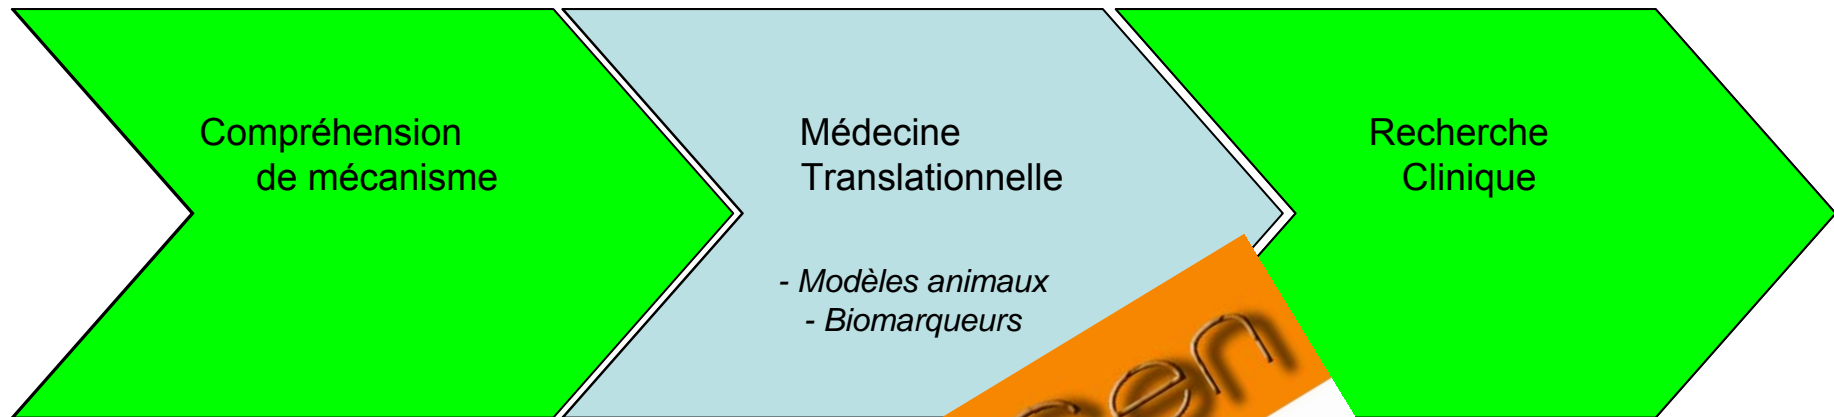 Compréhension
de mécanisme
Médecine
Translationnelle
- Modèles animaux
- Biomarqueurs
Recherche
Clinique